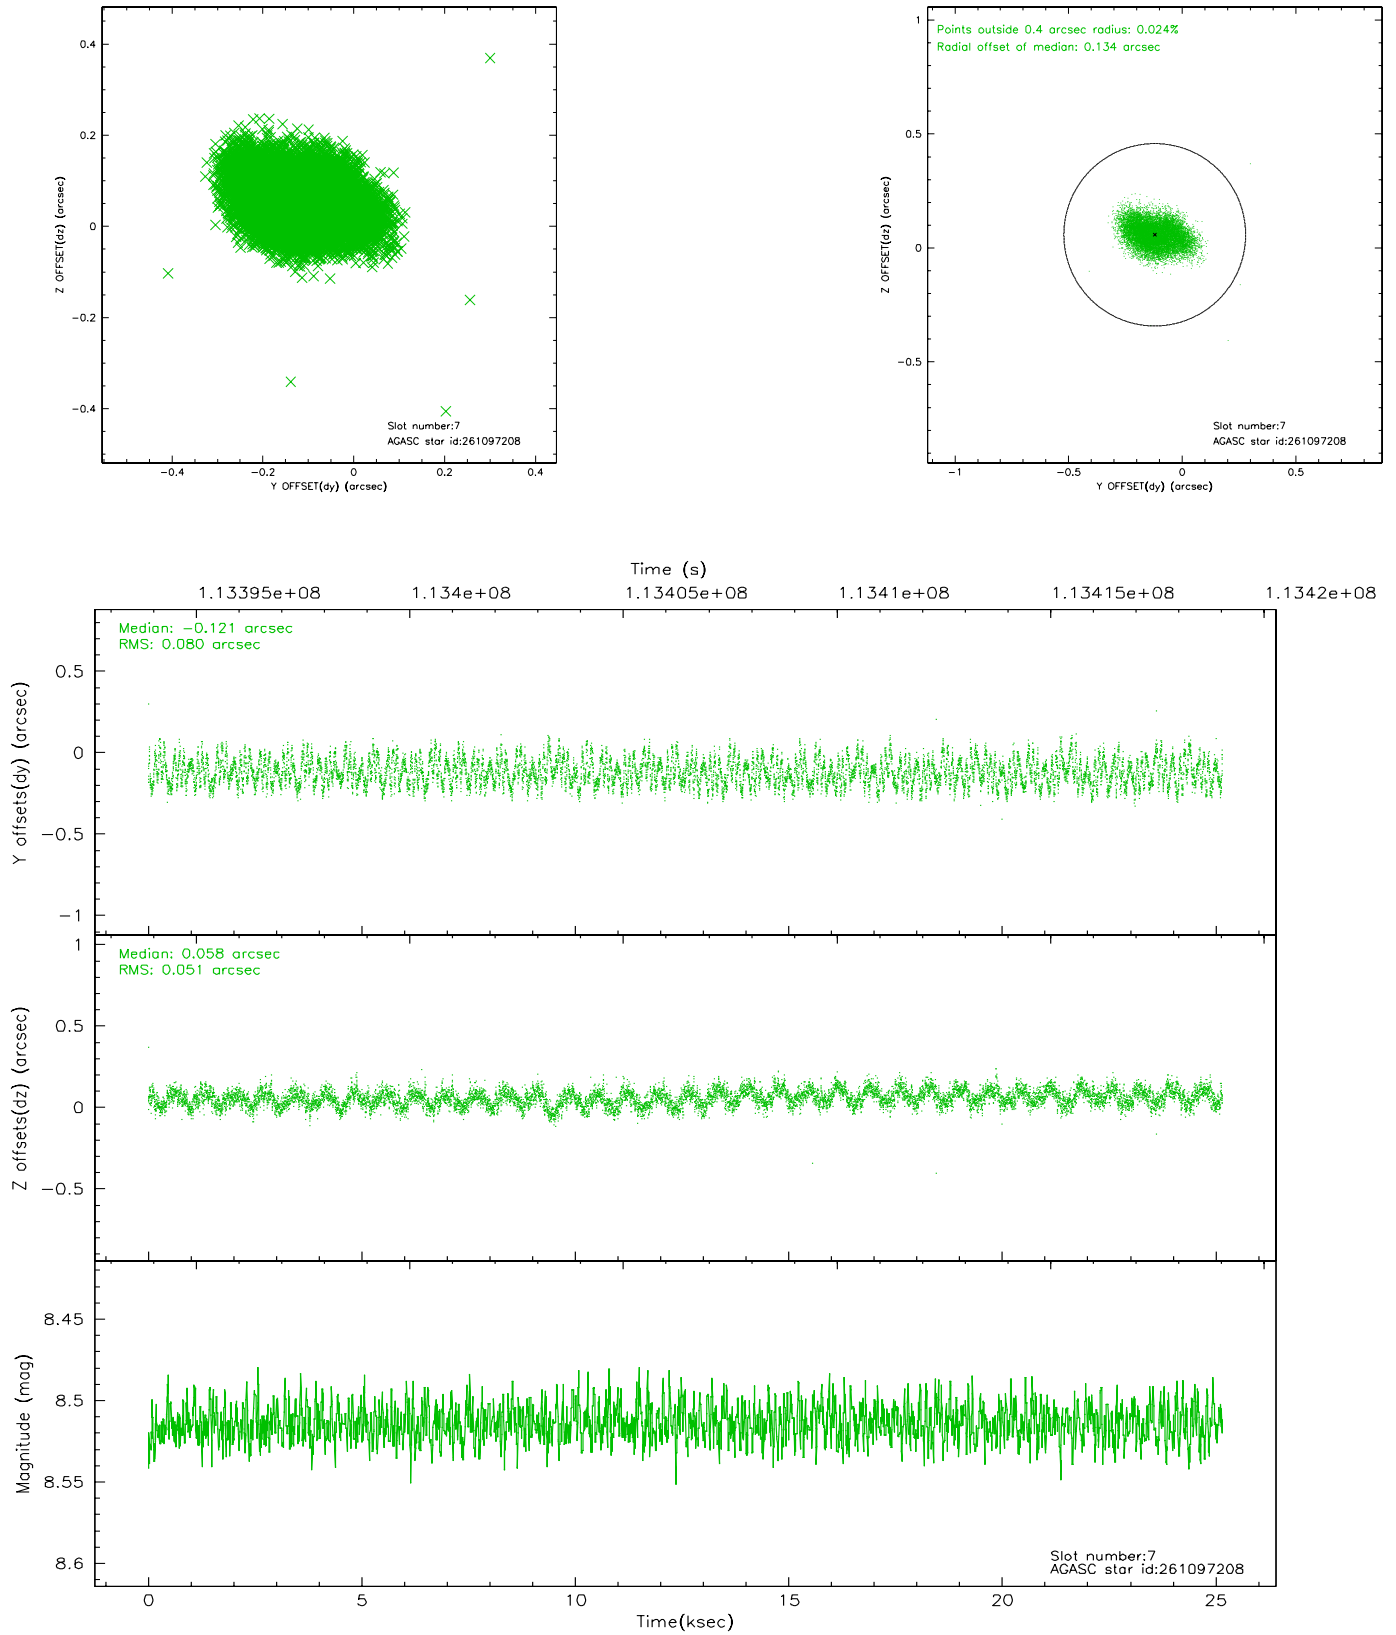 0.4
0.2
0
−0.2
−0.4
Z OFFSET(dz) (arcsec)
Slot number:7
AGASC star id:261097208
−0.4 −0.2 0 0.2 0.4
Y OFFSET(dy) (arcsec)
Points outside 0.4 arcsec radius: 0.024%
Radial offset of median: 0.134 arcsec
1
0.5
0
−0.5
Z OFFSET(dz) (arcsec)
Slot number:7
AGASC star id:261097208
−1 −0.5 0 0.5
Y OFFSET(dy) (arcsec)
Time (s)
1.13395e+08 1.134e+08 1.13405e+08 1.1341e+08 1.13415e+08 1.1342e+08
Median: −0.121 arcsec
RMS: 0.080 arcsec
0.5
0
−0.5
−1
Y offsets(dy) (arcsec)
Median: 0.058 arcsec
RMS: 0.051 arcsec
1
0.5
0
−0.5
Z offsets(dz) (arcsec)
8.45
8.5
8.55
8.6
Magnitude (mag)
Slot number:7
AGASC star id:261097208
0 5 10 15 20 25
Time(ksec)